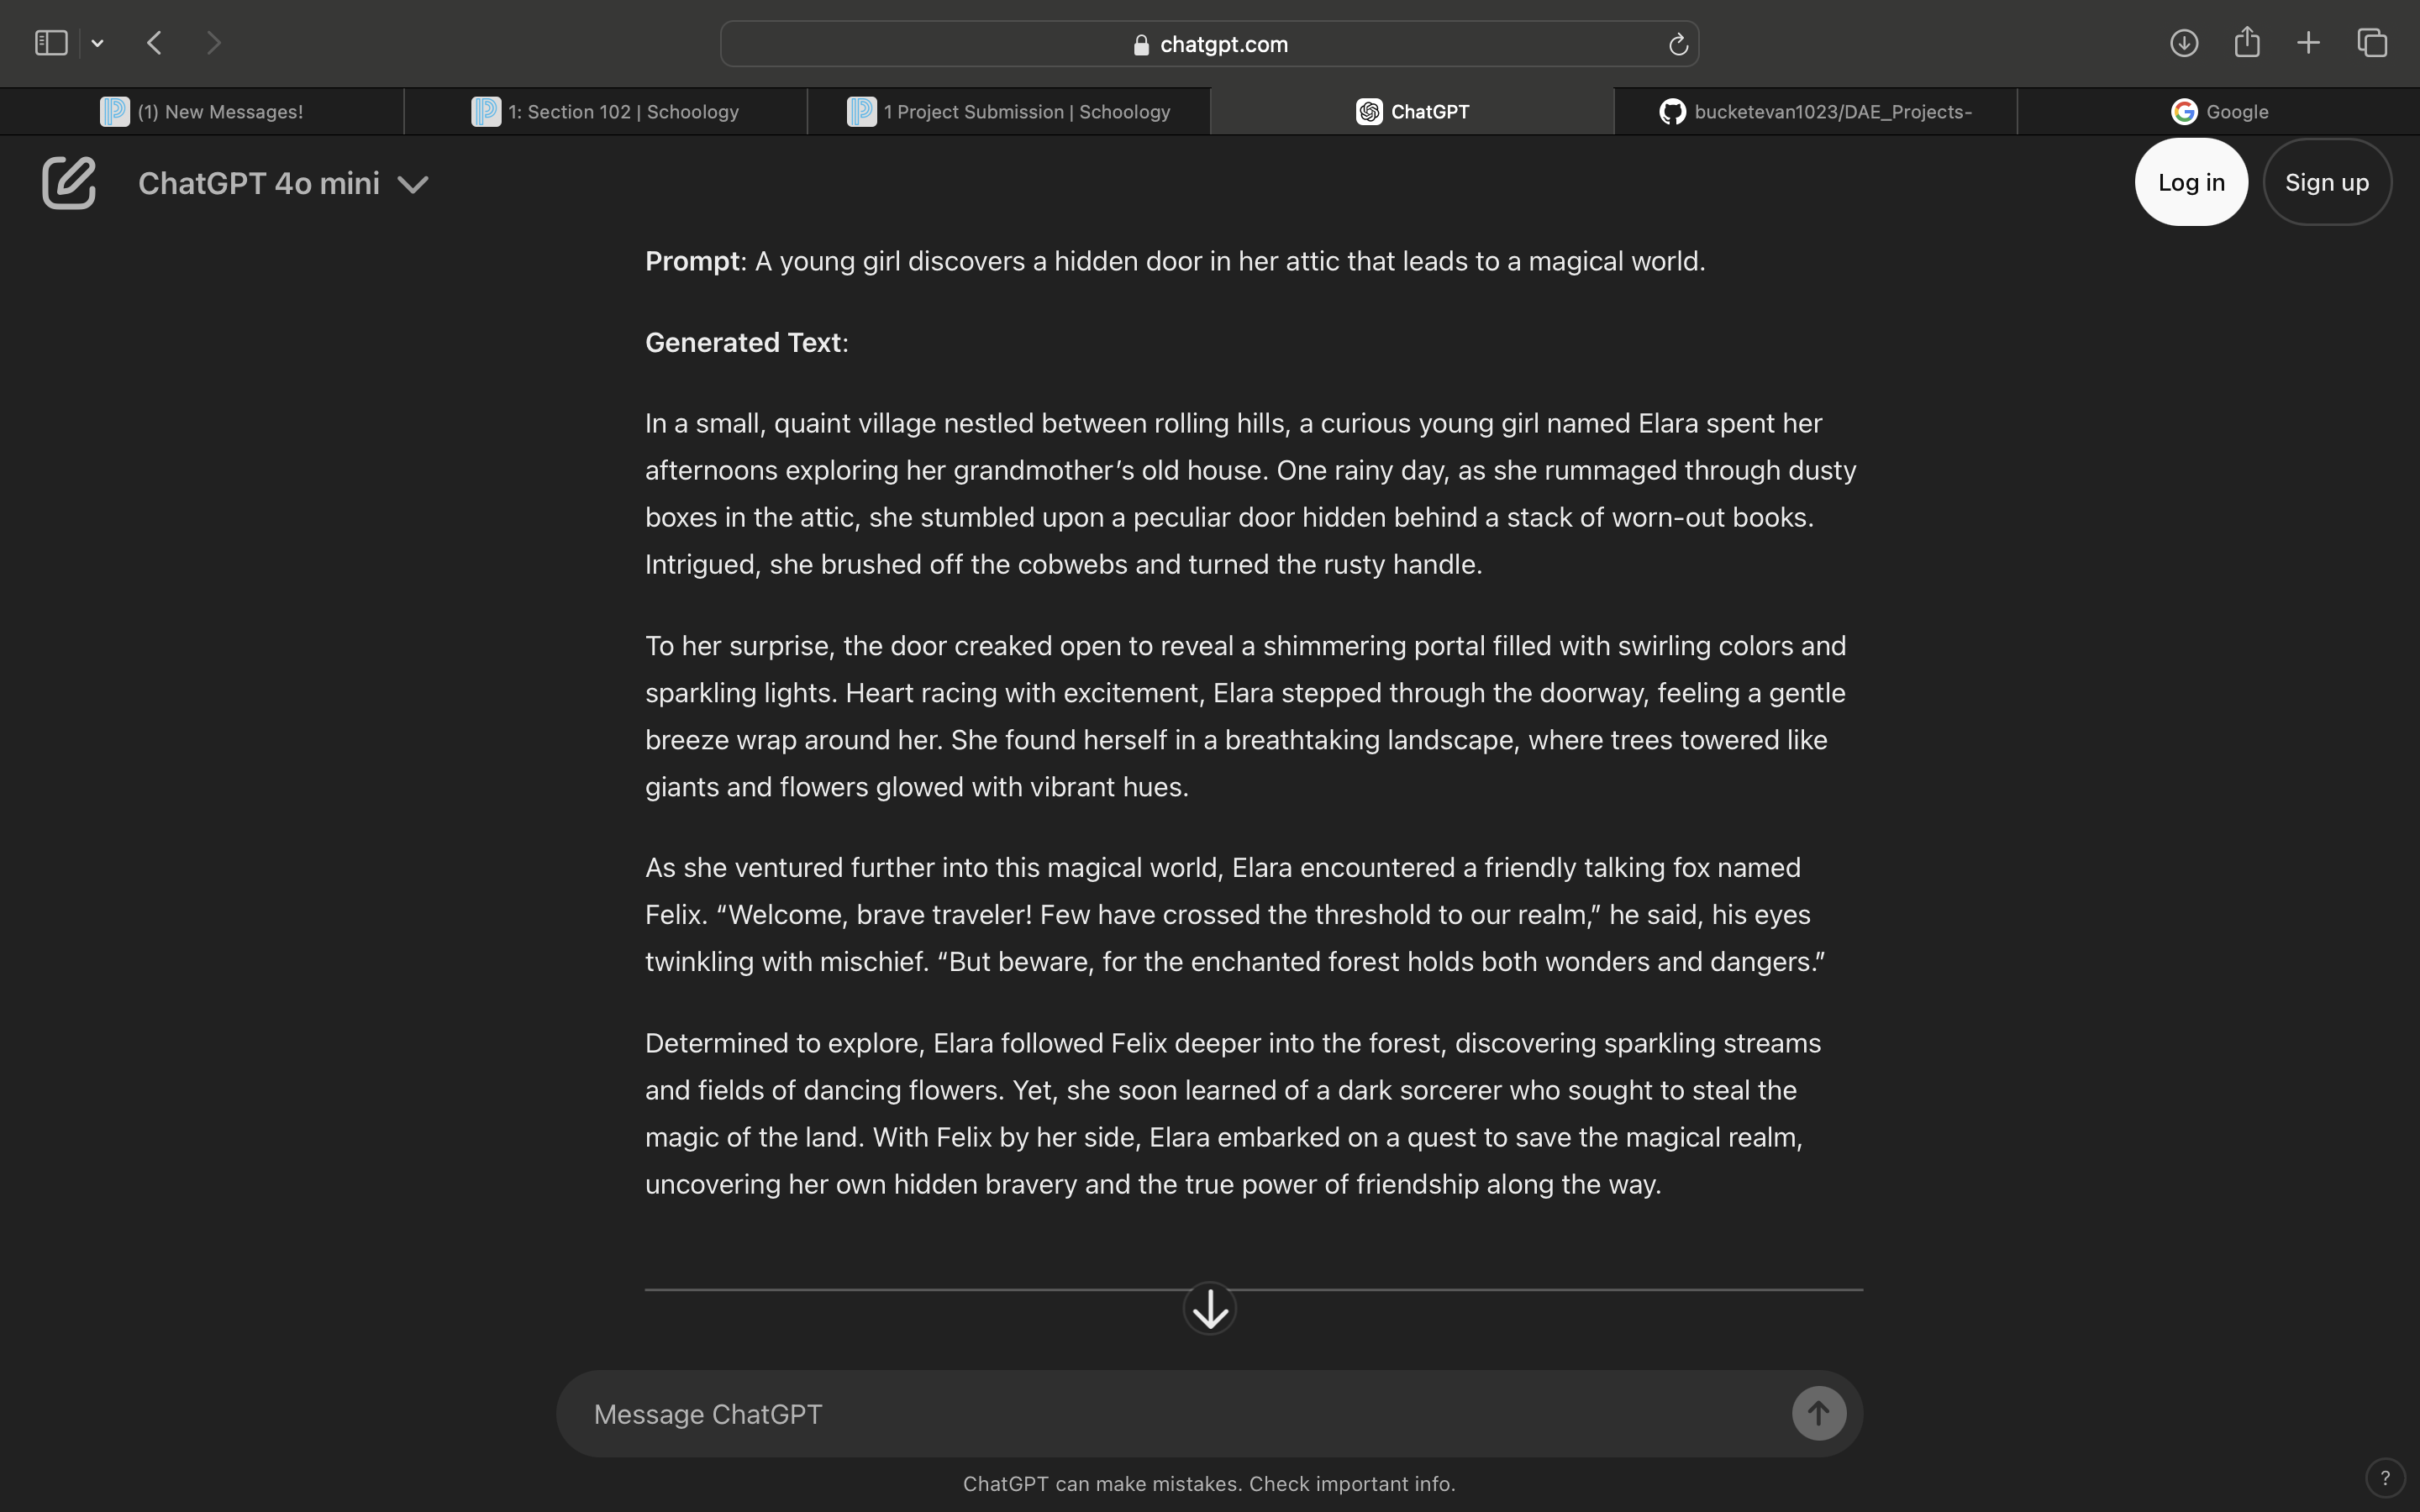 chatgpt.com
(1) New Messages!
1: Section 102 | Schoology
1 Project Submission | Schoology
ChatGPT
bucketevan1023/DAE_Projects-
Google
ChatGPT 4o mini
Log in
Sign up
Prompt: A young girl discovers a hidden door in her attic that leads to a magical world.
Generated Text:
In a small, quaint village nestled between rolling hills, a curious young girl named Elara spent her
afternoons exploring her grandmother’s old house. One rainy day, as she rummaged through dusty
boxes in the attic, she stumbled upon a peculiar door hidden behind a stack of worn-out books.
Intrigued, she brushed off the cobwebs and turned the rusty handle.
To her surprise, the door creaked open to reveal a shimmering portal filled with swirling colors and
sparkling lights. Heart racing with excitement, Elara stepped through the doorway, feeling a gentle
breeze wrap around her. She found herself in a breathtaking landscape, where trees towered like
giants and flowers glowed with vibrant hues.
As she ventured further into this magical world, Elara encountered a friendly talking fox named
Felix. “Welcome, brave traveler! Few have crossed the threshold to our realm,” he said, his eyes
twinkling with mischief. “But beware, for the enchanted forest holds both wonders and dangers.”
Determined to explore, Elara followed Felix deeper into the forest, discovering sparkling streams
and fields of dancing flowers. Yet, she soon learned of a dark sorcerer who sought to steal the
magic of the land. With Felix by her side, Elara embarked on a quest to save the magical realm,
uncovering her own hidden bravery and the true power of friendship along the way.
Message ChatGPT
ChatGPT can make mistakes. Check important info.
?